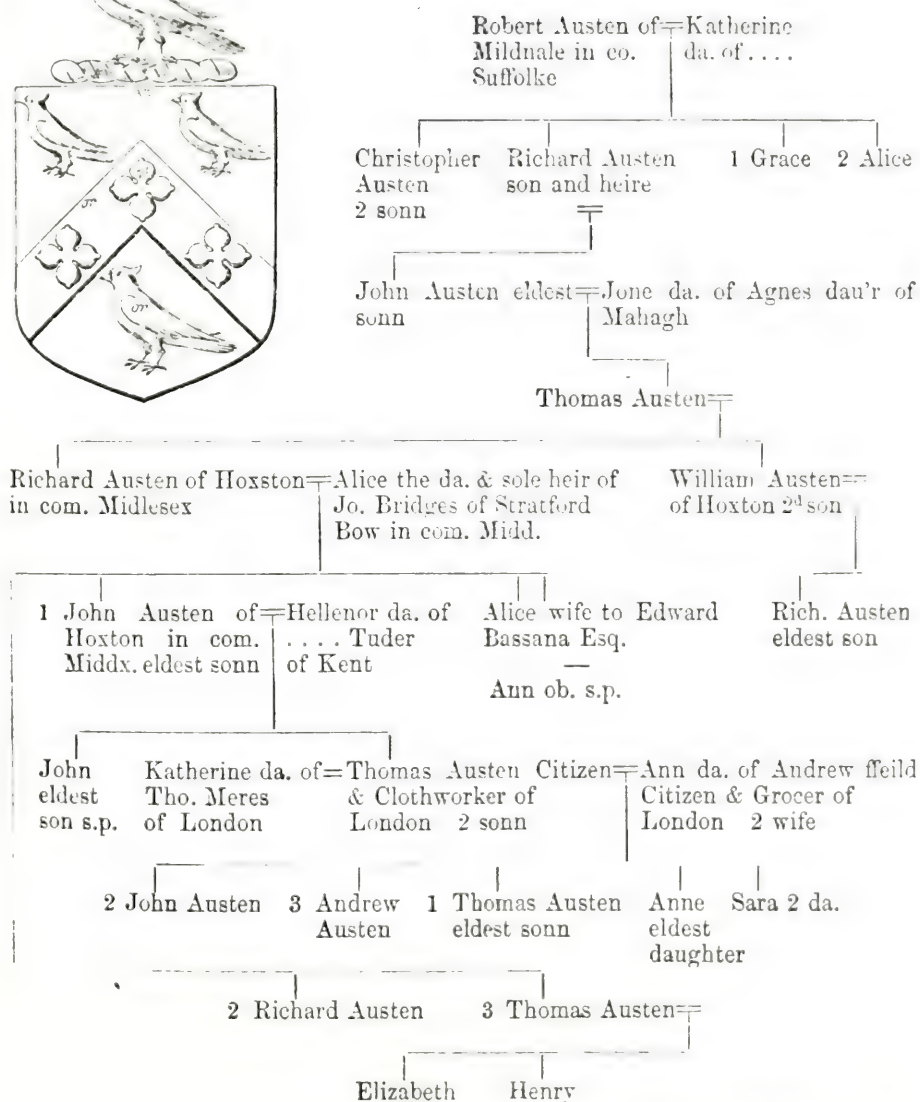 Robert Austen of Katherine
Mildnale in co. da. of ....
Suffolke
Christopher Richard Austen 1 Grace 2 Alice
Austen son and heire
2 sonn
John Austen eldest Jone da. of Agnes dau'r of
sonn Mahagh
Thomas Austen
Richard Austen of Hoxston Alice the da. & sole heir of William Austen
in com. Midlesex Jo. Bridges of Stratford of Hoxton 2d son
Bow in com. Midd.
1 John Austen of Hellenor da. of Alice wife to Edward Rich. Austen
Hoxton in com. .... Tuder Bassana Esq. eldest son
Middx. eldest sonn of Kent
Ann ob. s.p.
John Katherine da. of Thomas Austen Citizen Ann da. of Andrew ffeild
eldest Tho. Meres & Clothworker of Citizen & Grocer of
son s.p. of London London 2 sonn London 2 wife
2 John Austen 3 Andrew 1 Thomas Austen Anne Sara 2 da.
Austen eldest sonn eldest
daughter
2 Richard Austen 3 Thomas Austen
Elizabeth Henry